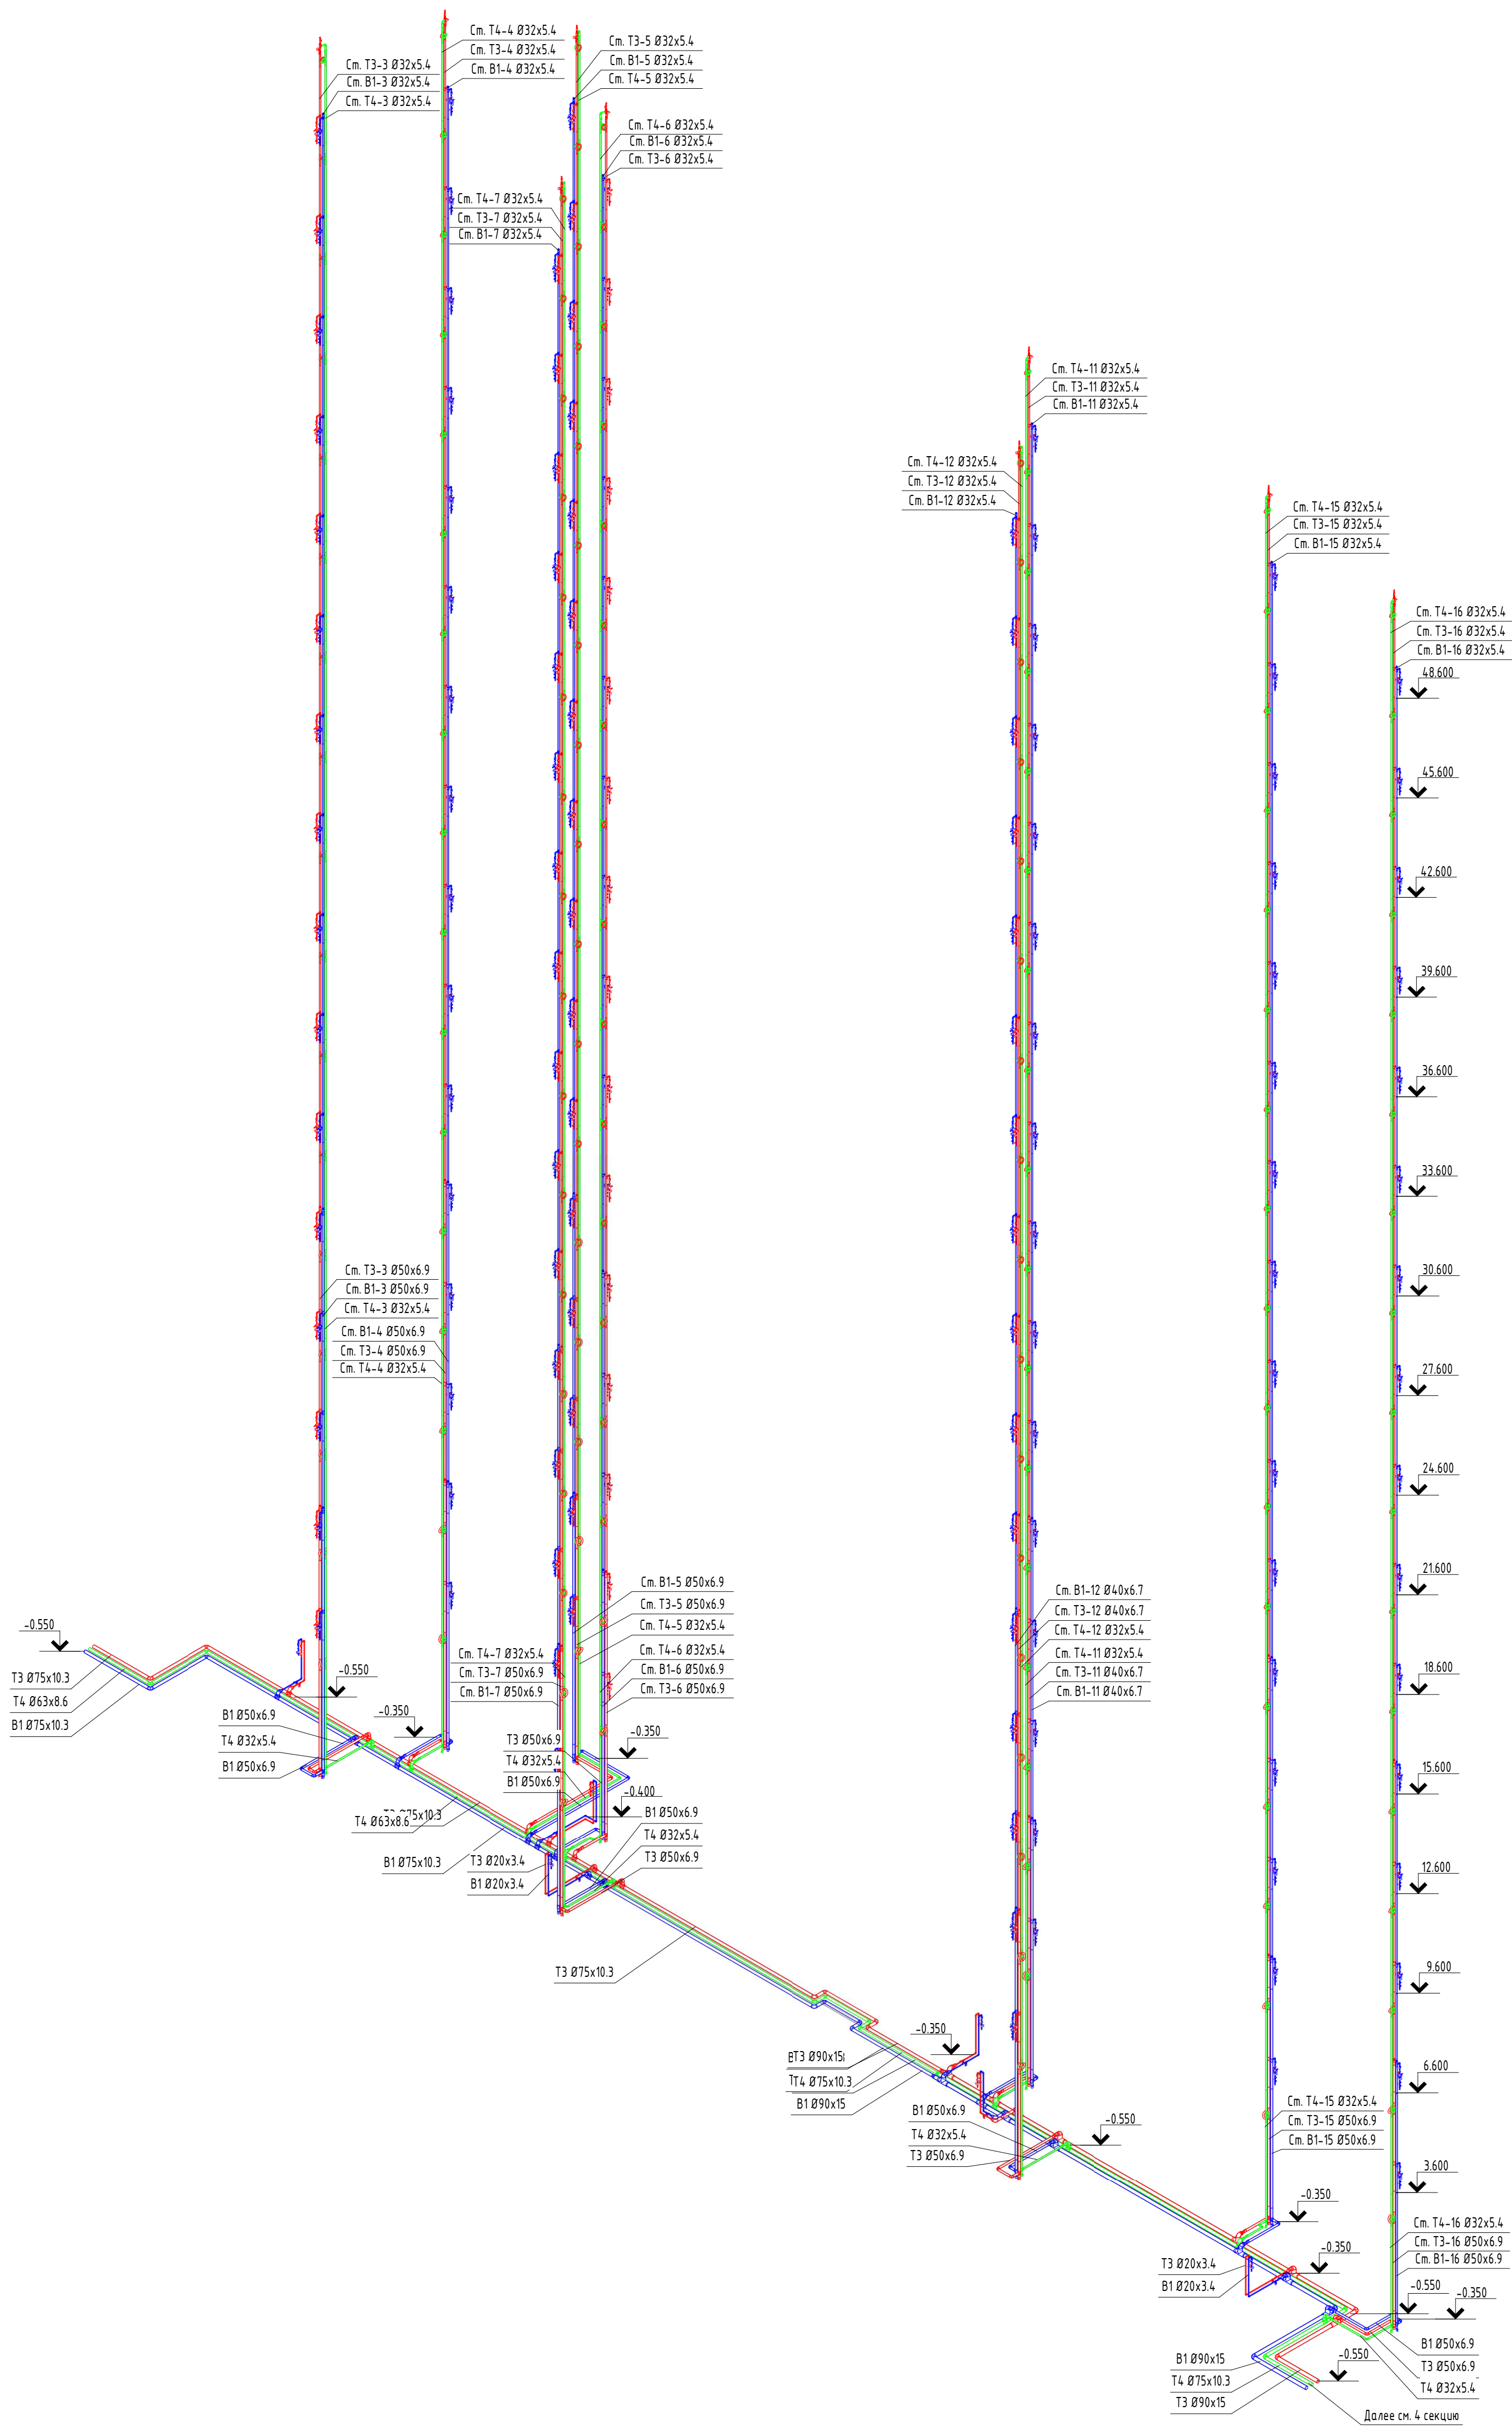 Ст. Т4-4 Ø32х5.4
Ст. Т3-4 Ø32х5.4
Ст. В1-4 Ø32х5.4
Ст. Т3-5 Ø32х5.4
Ст. В1-5 Ø32х5.4
Ст. Т4-5 Ø32х5.4
Ст. Т3-3 Ø32х5.4
Ст. В1-3 Ø32х5.4
Ст. Т4-3 Ø32х5.4
Ст. Т4-6 Ø32х5.4
Ст. В1-6 Ø32х5.4
Ст. Т3-6 Ø32х5.4
Ст. Т4-7 Ø32х5.4
Ст. Т3-7 Ø32х5.4
Ст. В1-7 Ø32х5.4
Ст. Т4-11 Ø32х5.4
Ст. Т3-11 Ø32х5.4
Ст. В1-11 Ø32х5.4
Ст. Т4-12 Ø32х5.4
Ст. Т3-12 Ø32х5.4
Ст. В1-12 Ø32х5.4
Ст. Т4-15 Ø32х5.4
Ст. Т3-15 Ø32х5.4
Ст. В1-15 Ø32х5.4
Ст. Т4-16 Ø32х5.4
Ст. Т3-16 Ø32х5.4
Ст. В1-16 Ø32х5.4
48.600
45.600
42.600
39.600
36.600
33.600
30.600
27.600
24.600
21.600
18.600
15.600
12.600
9.600
6.600
3.600
Ст. Т3-3 Ø50х6.9
Ст. В1-3 Ø50х6.9
Ст. Т4-3 Ø32х5.4
Ст. В1-4 Ø50х6.9
Ст. Т3-4 Ø50х6.9
Ст. Т4-4 Ø32х5.4
Ст. В1-5 Ø50х6.9
Ст. Т3-5 Ø50х6.9
Ст. Т4-5 Ø32х5.4
Ст. Т4-6 Ø32х5.4
Ст. В1-6 Ø50х6.9
Ст. Т3-6 Ø50х6.9
Ст. Т4-7 Ø32х5.4
Ст. Т3-7 Ø50х6.9
Ст. В1-7 Ø50х6.9
Ст. В1-12 Ø40х6.7
Ст. Т3-12 Ø40х6.7
Ст. Т4-12 Ø32х5.4
Ст. Т4-11 Ø32х5.4
Ст. Т3-11 Ø40х6.7
Ст. В1-11 Ø40х6.7
-0.550
Т3 Ø75х10.3
Т4 Ø63х8.6
В1 Ø75х10.3
-0.550
-0.350
В1 Ø50х6.9
Т4 Ø32х5.4
В1 Ø50х6.9
Т3 Ø50х6.9
Т4 Ø32х5.4
В1 Ø50х6.9
-0.350
-0.400
Т4 Ø63х8.6
В1 Ø75х10.3
В1 Ø50х6.9
Т4 Ø32х5.4
Т3 Ø50х6.9
Т3 Ø20х3.4
В1 Ø20х3.4
Т3 Ø75х10.3
-0.350
Т3 Ø90х15
Т4 Ø75х10.3
В1 Ø90х15
В1 Ø50х6.9
Т4 Ø32х5.4
Т3 Ø50х6.9
-0.550
Ст. Т4-15 Ø32х5.4
Ст. Т3-15 Ø50х6.9
Ст. В1-15 Ø50х6.9
-0.350
Ст. Т4-16 Ø32х5.4
Ст. Т3-16 Ø50х6.9
Ст. В1-16 Ø50х6.9
Т3 Ø20х3.4
В1 Ø20х3.4
-0.350
-0.550
-0.350
В1 Ø50х6.9
Т3 Ø50х6.9
Т4 Ø32х5.4
-0.550
В1 Ø90х15
Т4 Ø75х10.3
Т3 Ø90х15
Далее см. 4 секцию